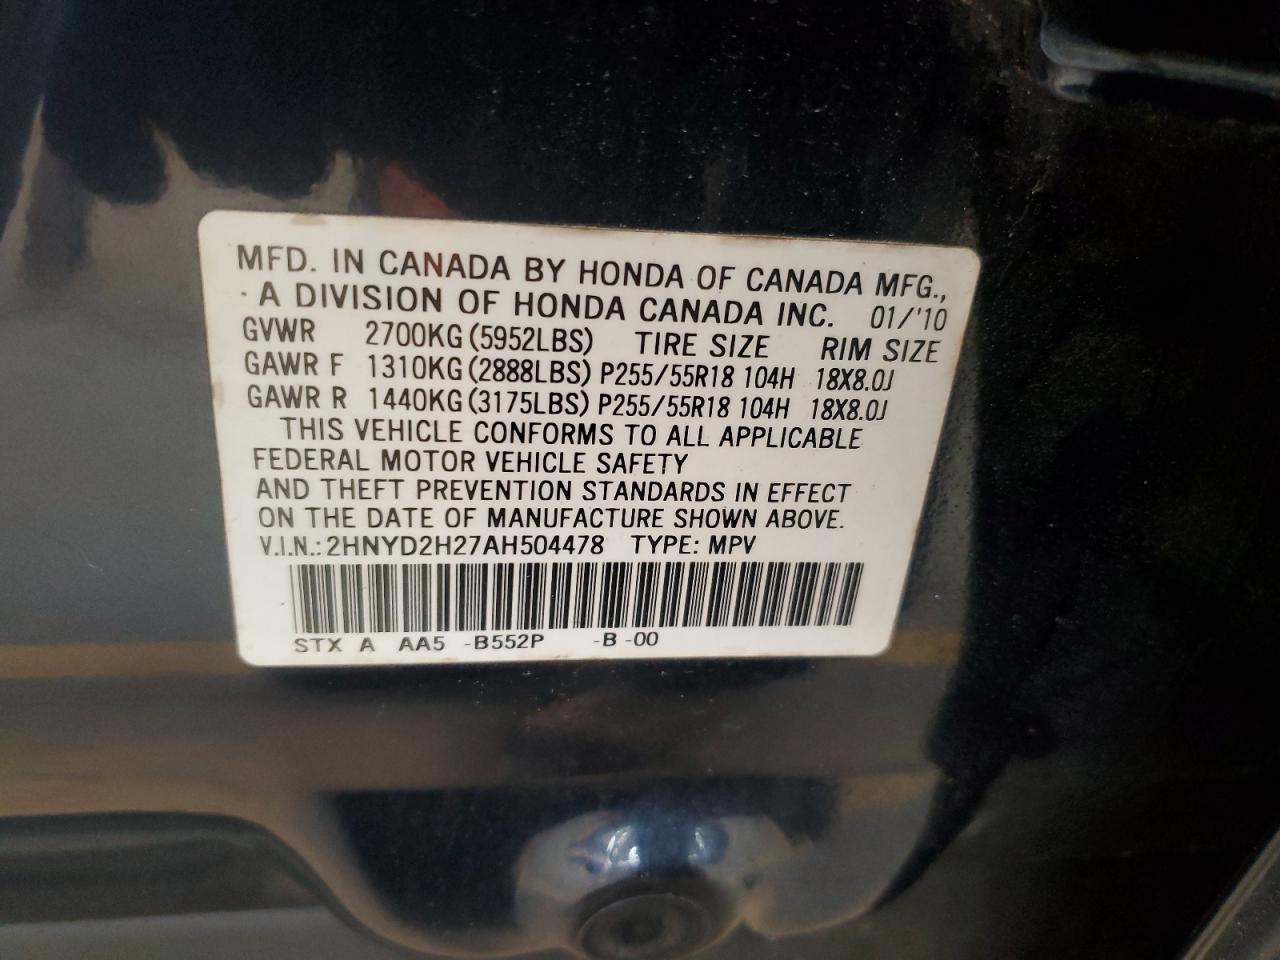 MFD. IN CANADA BY HONDA OF CANADA MFG.,
A DIVISION OF HONDA CANADA INC. 01/'10
GVWR 2700KG (5952LBS) TIRE SIZE RIM SIZE
GAWR F 1310KG (2888LBS) P255/55R18 104H 18X8.0J
GAWR R 1440KG (3175LBS) P255/55R18 104H 18X8.0J
THIS VEHICLE CONFORMS TO ALL APPLICABLE
FEDERAL MOTOR VEHICLE SAFETY
AND THEFT PREVENTION STANDARDS IN EFFECT
ON THE DATE OF MANUFACTURE SHOWN ABOVE.
V.I.N.: 2HNYD2H27AH504478 TYPE: MPV
STX A AA5 -B552P -B -00